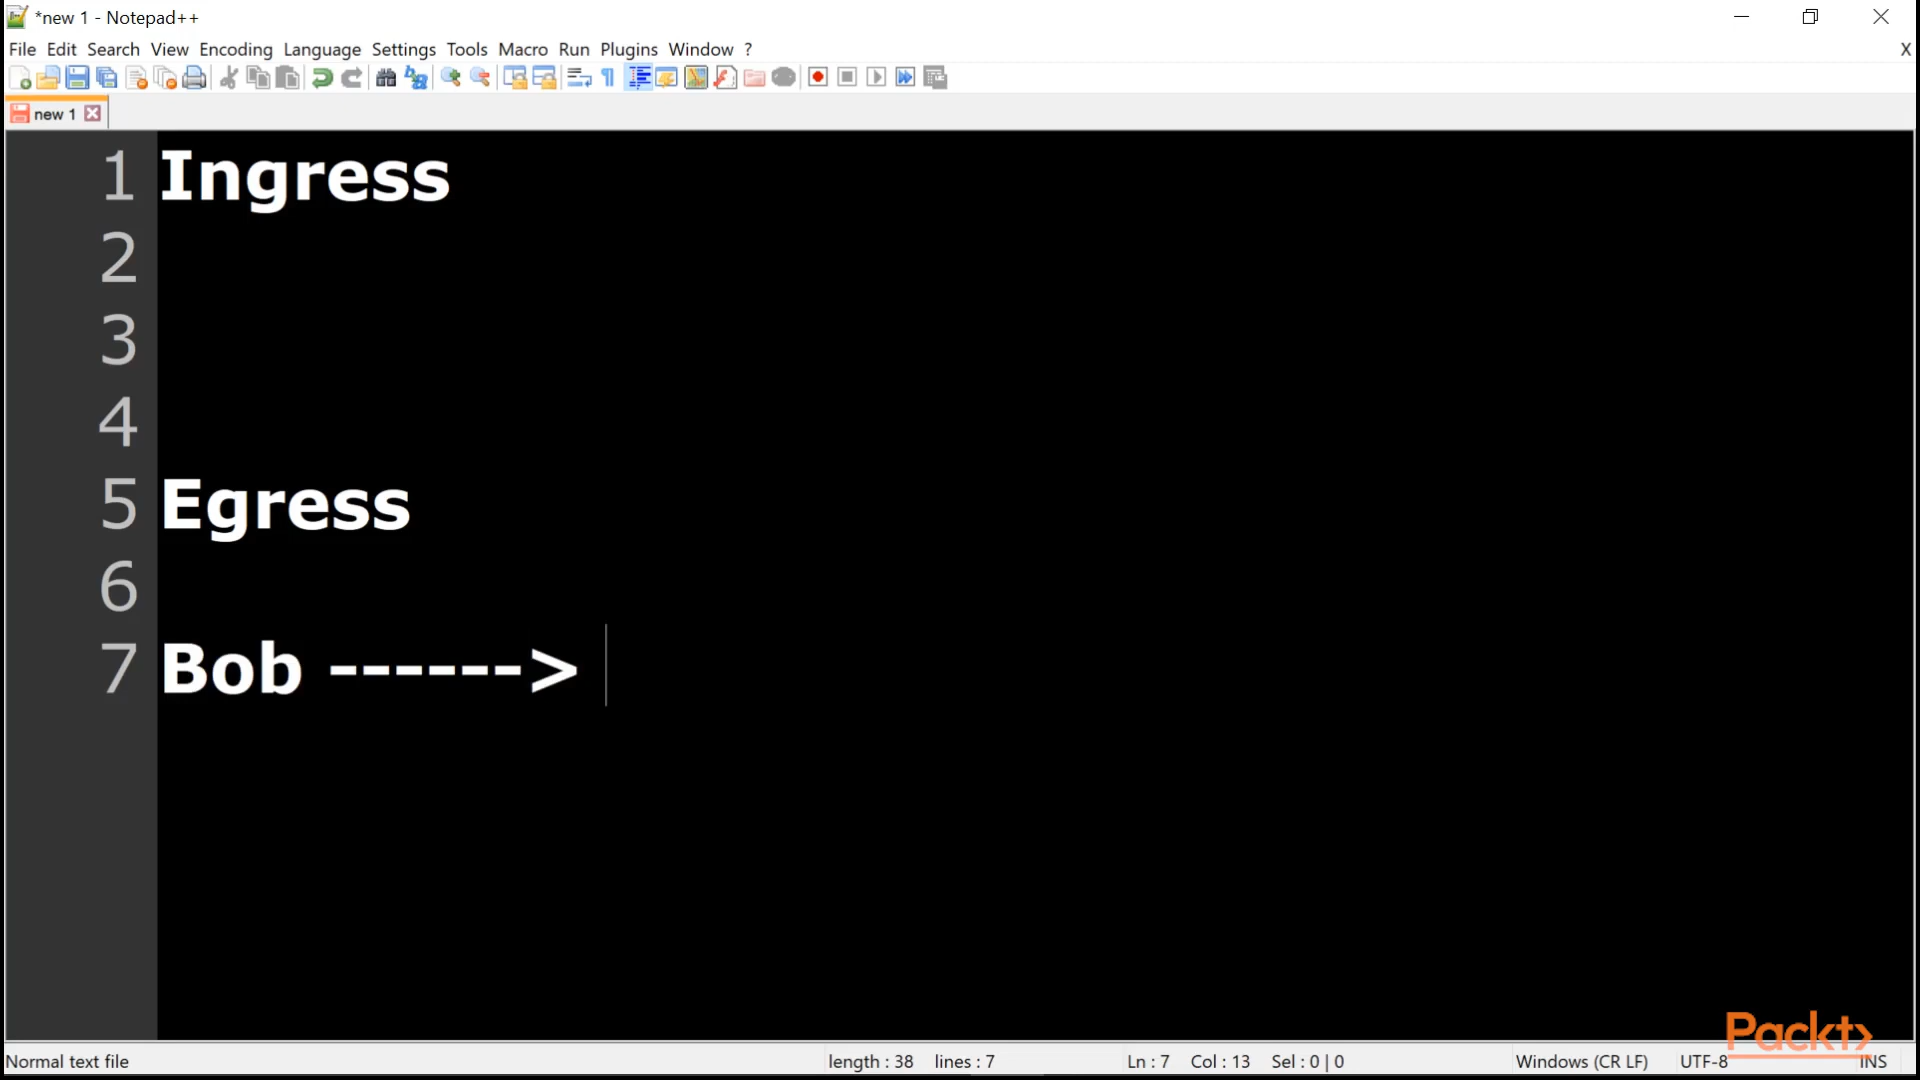 *new 1 - Notepad++
File Edit Search View Encoding Language Settings Tools Macro Run Plugins Window ? X
new 1
1 Ingress
2
3
4
5 Egress
6
7 Bob ------>
Packt>
Normal text file length : 38 lines : 7 Ln : 7 Col : 13 Sel : 0 | 0 Windows (CR LF) UTF-8 INS